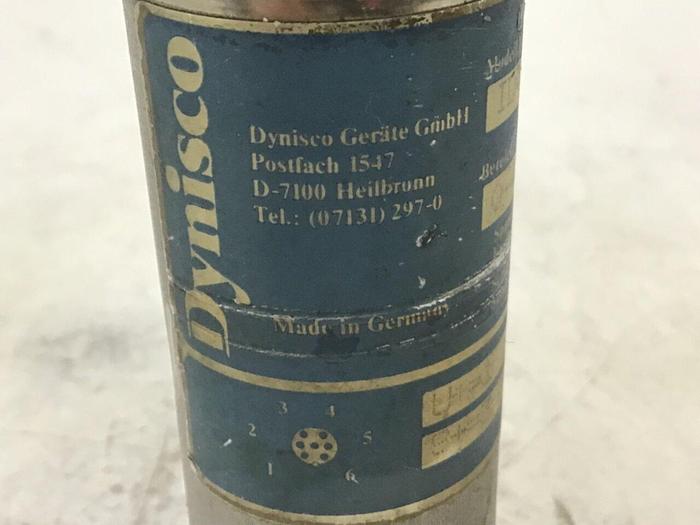 Dynisco
Dynisco Geräte GmbH
Postfach 1547
D-7100 Heilbronn
Tel.: (07131) 297-0
Made in Germany
3 4
2 5
1 6